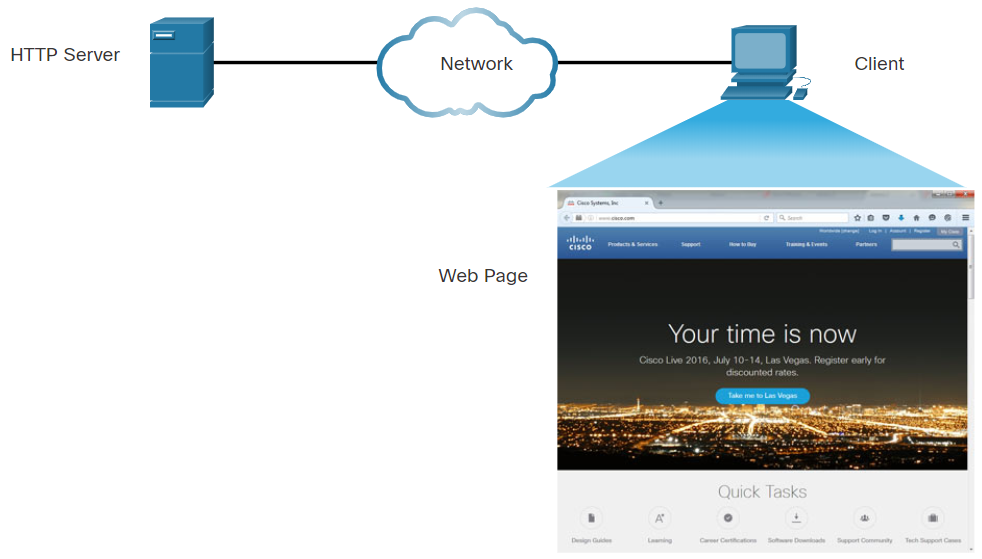 HTTP Server
Network
Client
Web Page
Cisco Systems, Inc
www.cisco.com
Search
Worldwide [change] Log In | Account | Register My Cisco
CISCO
Products & Services Support How to Buy Training & Events Partners
Your time is now
Cisco Live 2016, July 10-14, Las Vegas. Register early for
discounted rates.
Take me to Las Vegas
Quick Tasks
Design Guides Learning Career Certifications Software Downloads Support Community Tech Support Cases